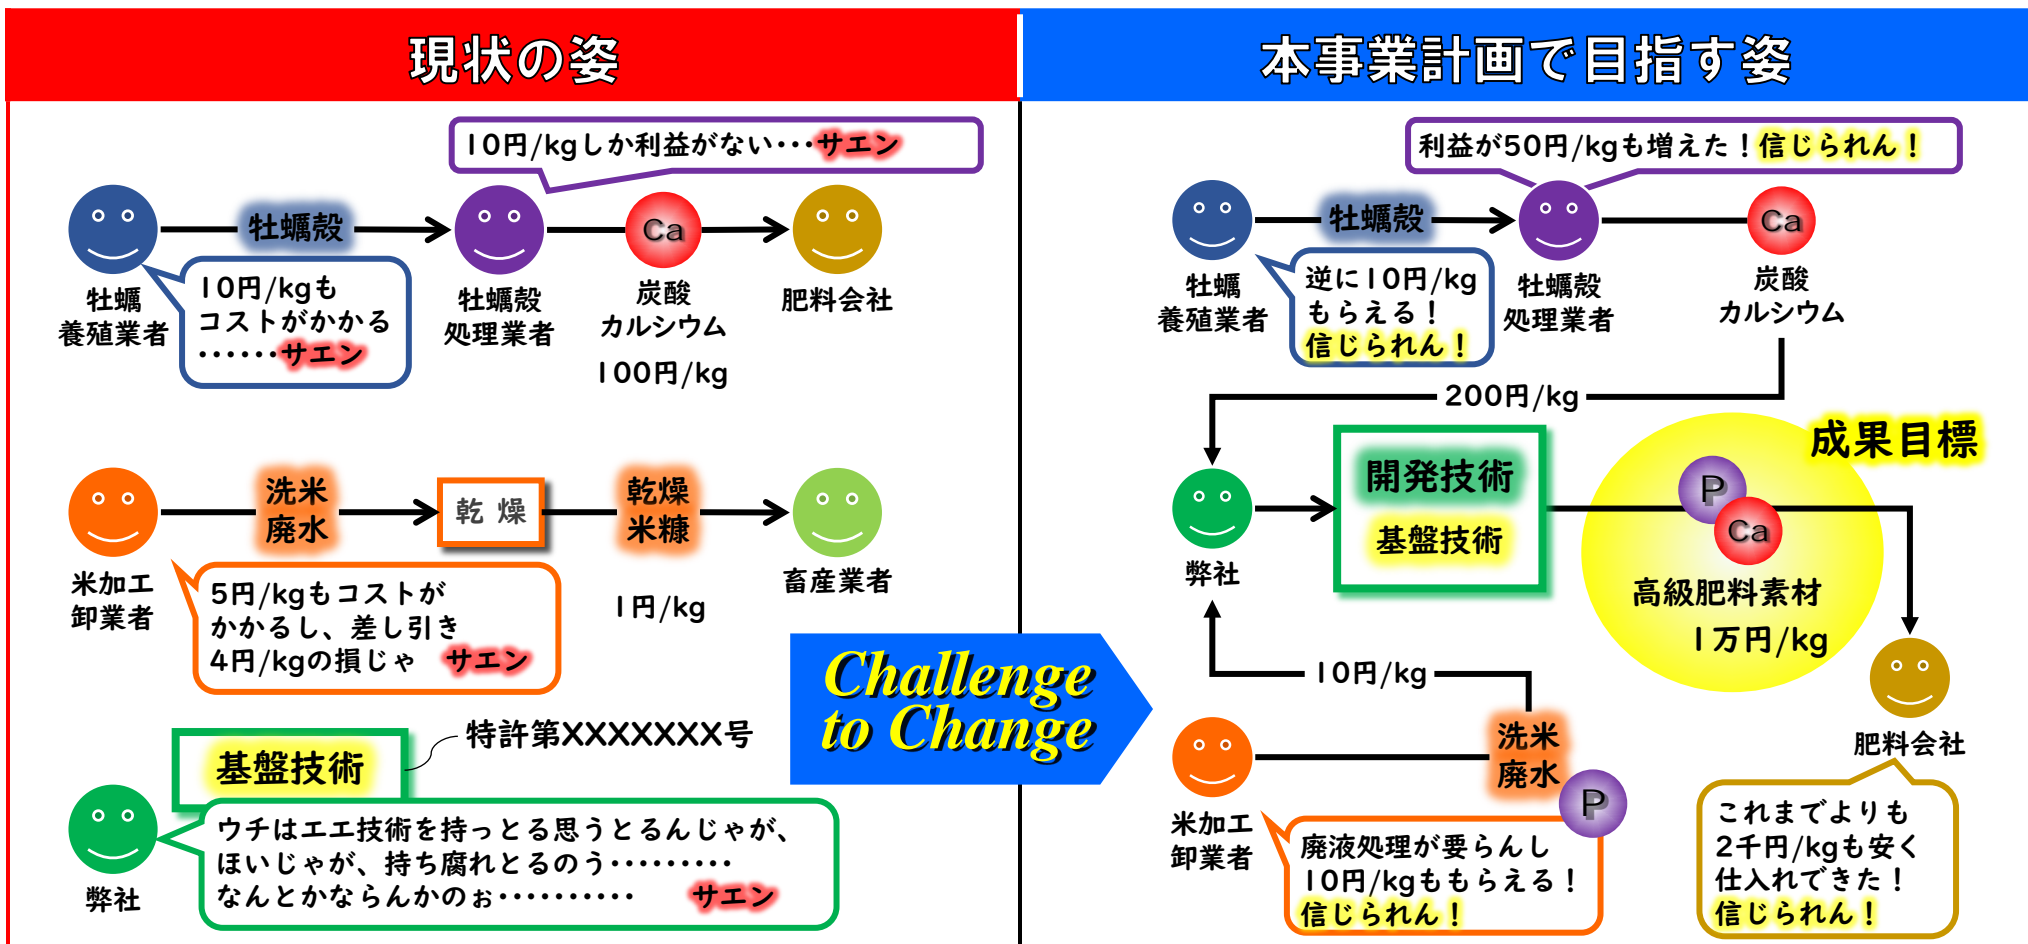 現状の姿
10円/kgしか利益がない・・・サエン
牡蠣殻
Ca
牡蠣
養殖業者
10円/kgも
コストがかかる
・・・・・・サエン
牡蠣殻
処理業者
炭酸
カルシウム
100円/kg
肥料会社
洗米
廃水
乾 燥
乾燥
米糠
米加工
卸業者
5円/kgもコストが
かかるし、差し引き
4円/kgの損じゃ サエン
1円/kg
畜産業者
基盤技術
特許第XXXXXXX号
弊社
ウチはエエ技術を持っとる思うとるんじゃが、
ほいじゃが、持ち腐れとるのう・・・・・・・・・
なんとかならんかのぉ・・・・・・・・・・ サエン
Challenge
to Change
本事業計画で目指す姿
利益が50円/kgも増えた！信じられん！
牡蠣殻
Ca
牡蠣
養殖業者
逆に10円/kg
もらえる！
信じられん！
牡蠣殻
処理業者
炭酸
カルシウム
200円/kg
成果目標
開発技術
基盤技術
弊社
P
Ca
高級肥料素材
1万円/kg
10円/kg
洗米
廃水
P
米加工
卸業者
廃液処理が要らんし
10円/kgももらえる！
信じられん！
肥料会社
これまでよりも
2千円/kgも安く
仕入れできた！
信じられん！